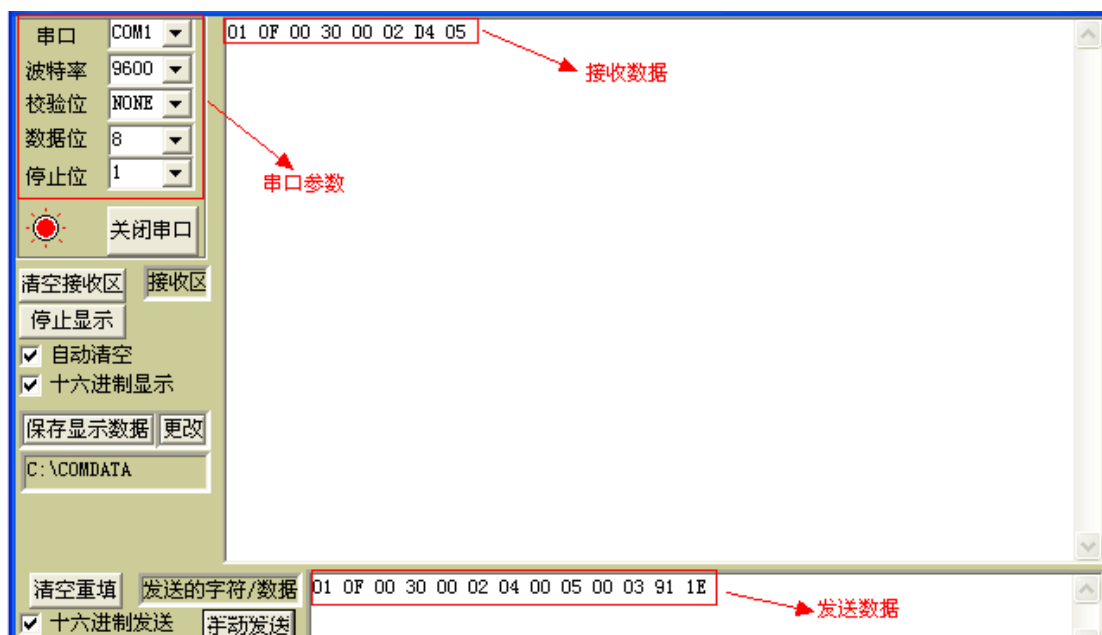 串口 COM1
波特率 9600
校验位 NONE
数据位 8
停止位 1
关闭串口
清空接收区 接收区
停止显示
自动清空
十六进制显示
保存显示数据 更改
C:\COMDATA
01 0F 00 30 00 02 D4 05
接收数据
串口参数
清空重填 发送的字符/数据 01 0F 00 30 00 02 04 00 05 00 03 91 1E
发送数据
十六进制发送 手动发送